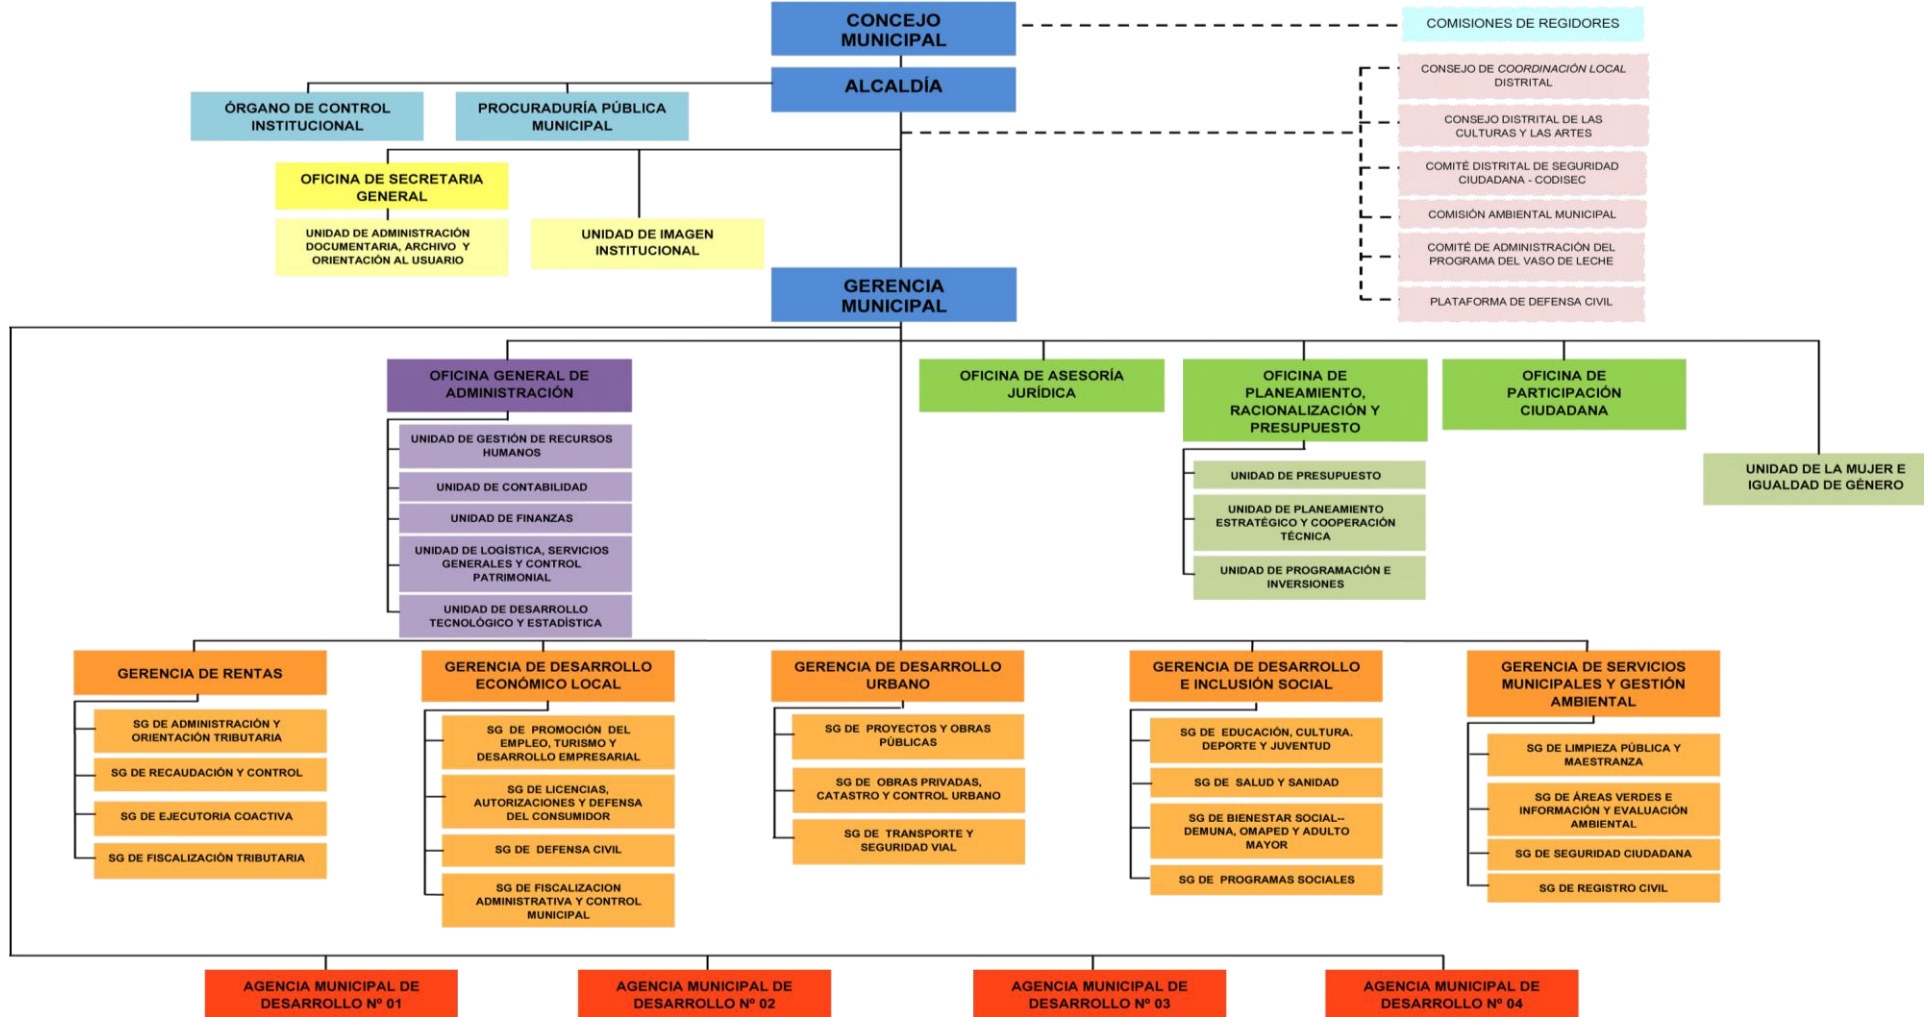 CONCEJO
MUNICIPAL
COMISIONES DE REGIDORES
ALCALDÍA
CONSEJO DE COORDINACIÓN LOCAL
DISTRITAL
ÓRGANO DE CONTROL
INSTITUCIONAL
PROCURADURÍA PÚBLICA
MUNICIPAL
CONSEJO DISTRITAL DE LAS
CULTURAS Y LAS ARTES
COMITÉ DISTRITAL DE SEGURIDAD
CIUDADANA - CODISEC
COMISIÓN AMBIENTAL MUNICIPAL
COMITÉ DE ADMINISTRACIÓN DEL
PROGRAMA DEL VASO DE LECHE
PLATAFORMA DE DEFENSA CIVIL
OFICINA DE SECRETARIA
GENERAL
UNIDAD DE ADMINISTRACIÓN
DOCUMENTARIA, ARCHIVO Y
ORIENTACIÓN AL USUARIO
UNIDAD DE IMAGEN
INSTITUCIONAL
GERENCIA
MUNICIPAL
OFICINA GENERAL DE
ADMINISTRACIÓN
UNIDAD DE GESTIÓN DE RECURSOS
HUMANOS
UNIDAD DE CONTABILIDAD
UNIDAD DE FINANZAS
UNIDAD DE LOGÍSTICA, SERVICIOS
GENERALES Y CONTROL
PATRIMONIAL
UNIDAD DE DESARROLLO
TECNOLÓGICO Y ESTADÍSTICA
OFICINA DE ASESORÍA
JURÍDICA
OFICINA DE
PLANEAMIENTO,
RACIONALIZACIÓN Y
PRESUPUESTO
UNIDAD DE PRESUPUESTO
UNIDAD DE PLANEAMIENTO
ESTRATÉGICO Y COOPERACIÓN
TÉCNICA
UNIDAD DE PROGRAMACIÓN E
INVERSIONES
OFICINA DE
PARTICIPACIÓN
CIUDADANA
UNIDAD DE LA MUJER E
IGUALDAD DE GÉNERO
GERENCIA DE RENTAS
SG DE ADMINISTRACIÓN Y
ORIENTACIÓN TRIBUTARIA
SG DE RECAUDACIÓN Y CONTROL
SG DE EJECUTORIA COACTIVA
SG DE FISCALIZACIÓN TRIBUTARIA
GERENCIA DE DESARROLLO
ECONÓMICO LOCAL
SG DE PROMOCIÓN DEL
EMPLEO, TURISMO Y
DESARROLLO EMPRESARIAL
SG DE LICENCIAS,
AUTORIZACIONES Y DEFENSA
DEL CONSUMIDOR
SG DE DEFENSA CIVIL
SG DE FISCALIZACION
ADMINISTRATIVA Y CONTROL
MUNICIPAL
GERENCIA DE DESARROLLO
URBANO
SG DE PROYECTOS Y OBRAS
PÚBLICAS
SG DE OBRAS PRIVADAS,
CATASTRO Y CONTROL URBANO
SG DE TRANSPORTE Y
SEGURIDAD VIAL
GERENCIA DE DESARROLLO
E INCLUSIÓN SOCIAL
SG DE EDUCACIÓN, CULTURA.
DEPORTE Y JUVENTUD
SG DE SALUD Y SANIDAD
SG DE BIENESTAR SOCIAL--
DEMUNA, OMAPED Y ADULTO
MAYOR
SG DE PROGRAMAS SOCIALES
GERENCIA DE SERVICIOS
MUNICIPALES Y GESTIÓN
AMBIENTAL
SG DE LIMPIEZA PÚBLICA Y
MAESTRANZA
SG DE ÁREAS VERDES E
INFORMACIÓN Y EVALUACIÓN
AMBIENTAL
SG DE SEGURIDAD CIUDADANA
SG DE REGISTRO CIVIL
AGENCIA MUNICIPAL DE
DESARROLLO Nº 01
AGENCIA MUNICIPAL DE
DESARROLLO Nº 02
AGENCIA MUNICIPAL DE
DESARROLLO Nº 03
AGENCIA MUNICIPAL DE
DESARROLLO Nº 04